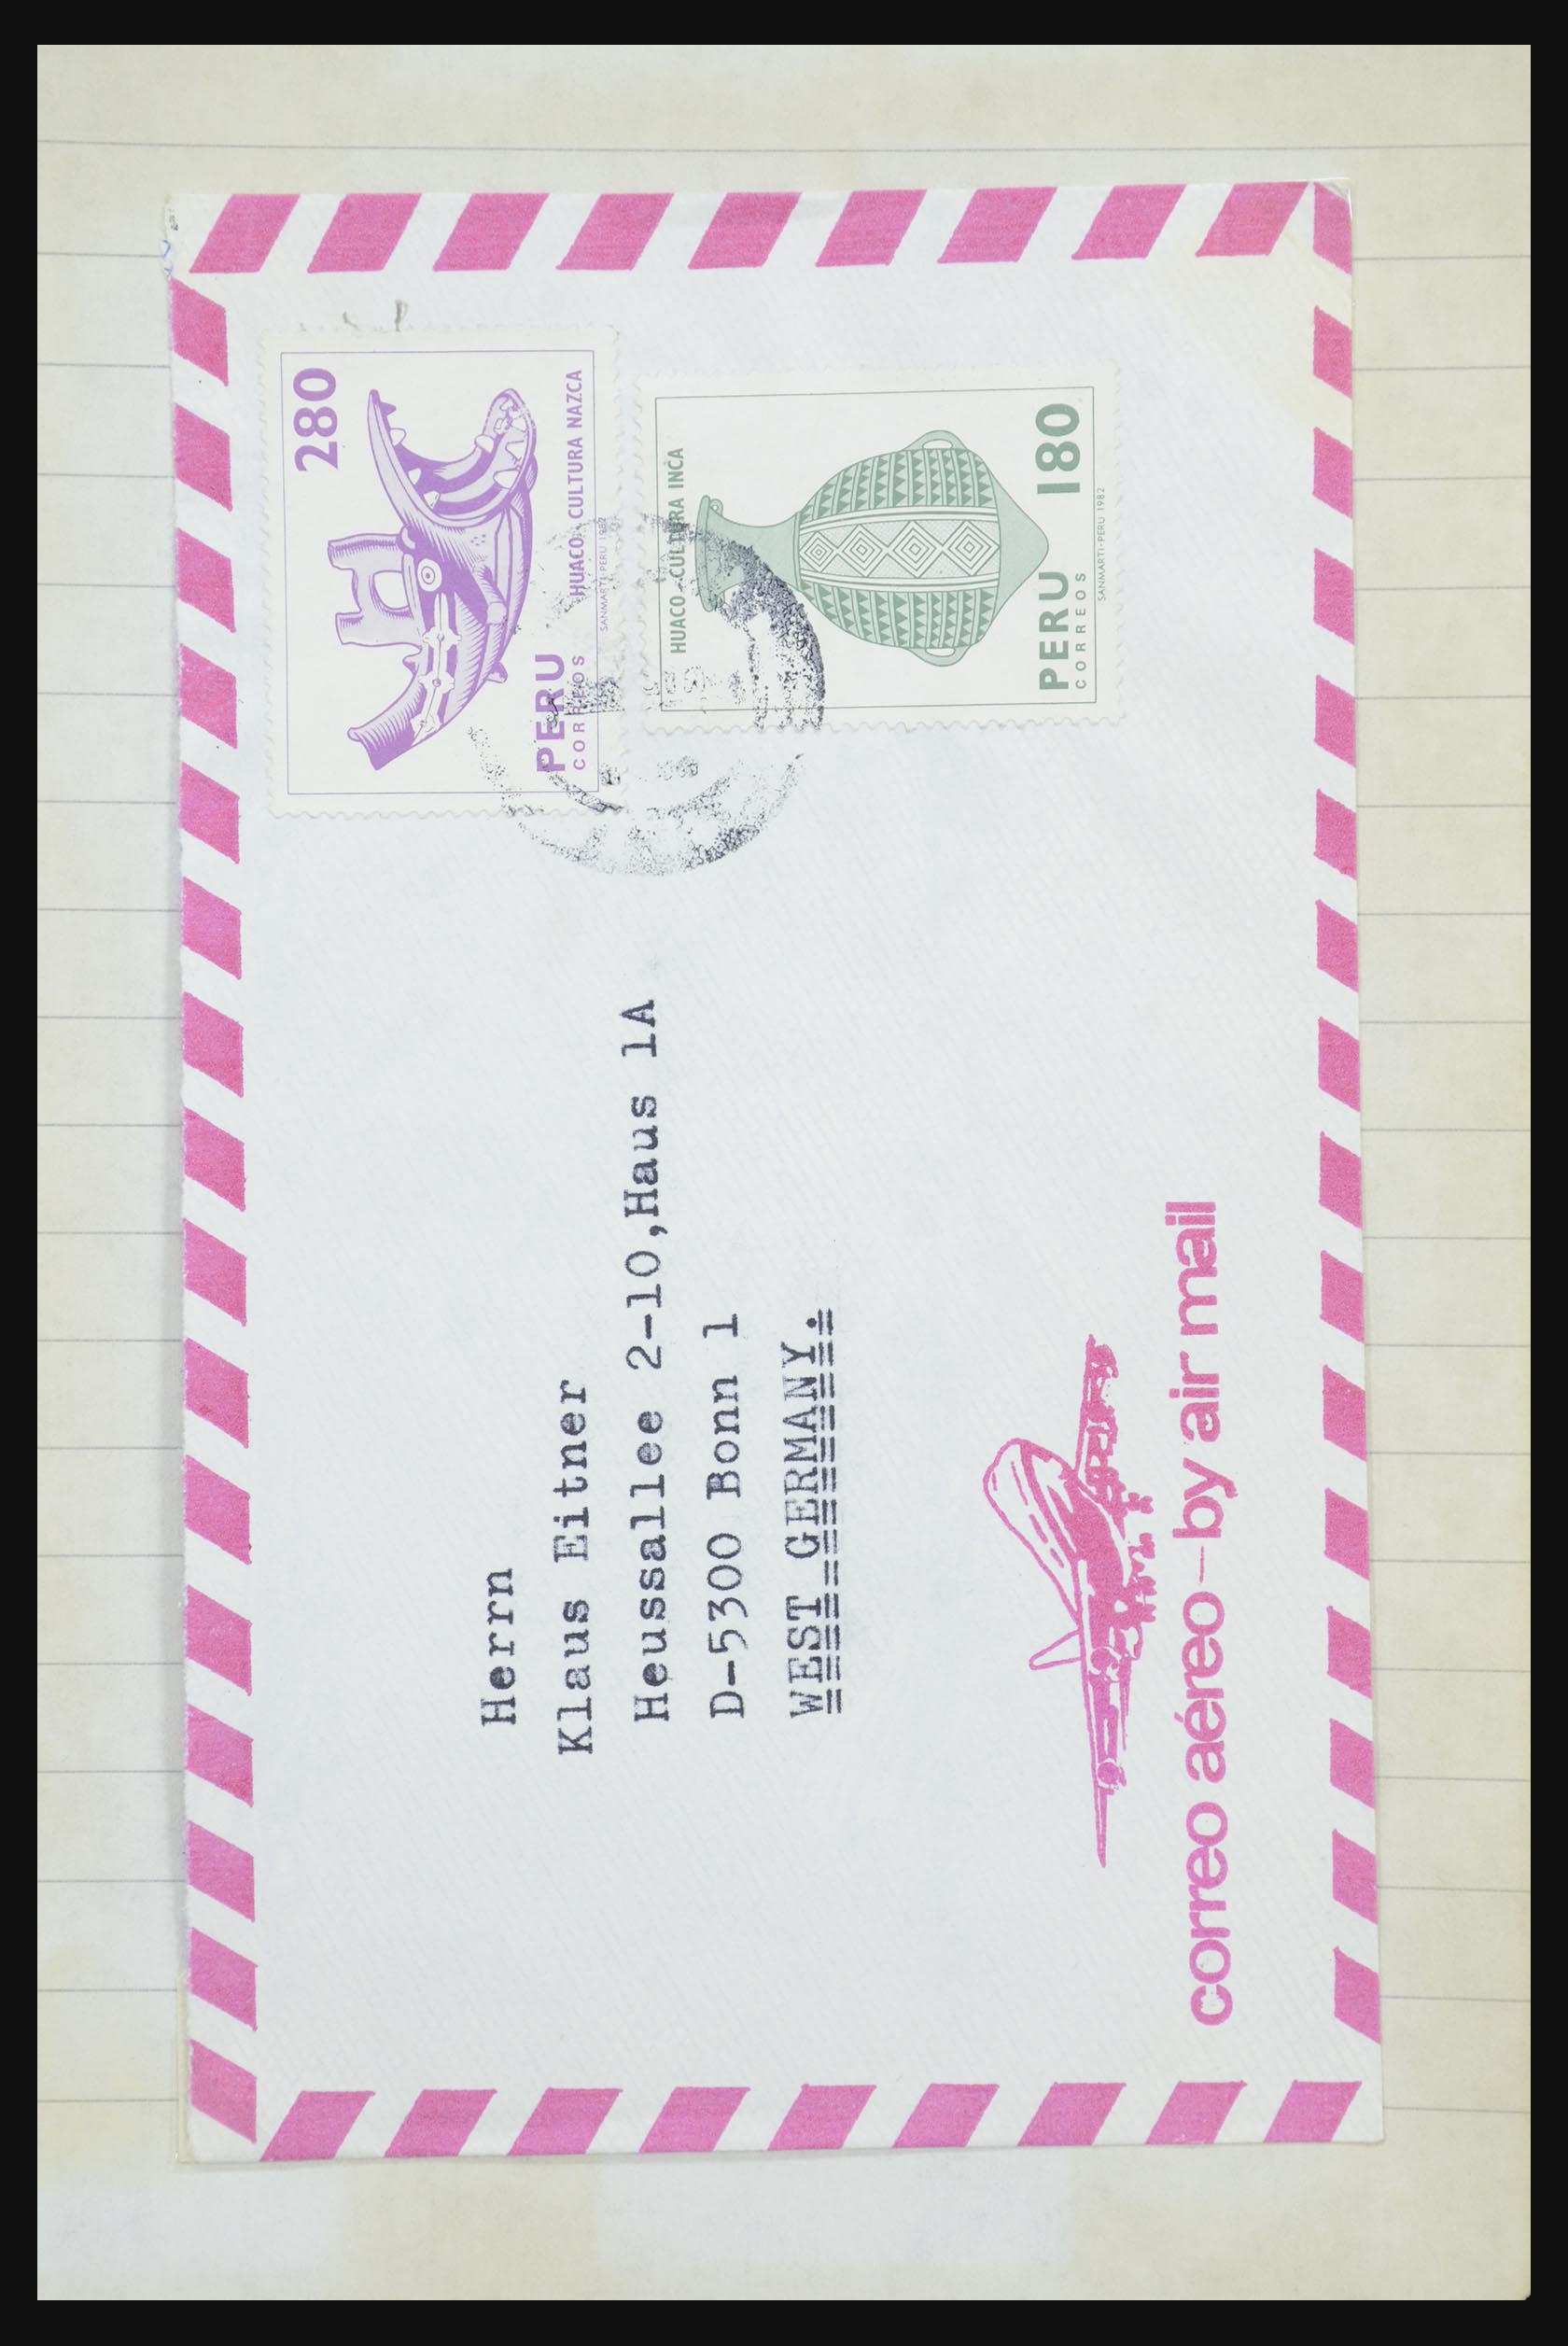 280
HUACO - CULTURA NAZCA
PERU
CORREOS
SANMARTI-PERU 1982
HUACO - CULTURA INCA
PERU 180
CORREOS
SANMARTI-PERU 1982
Herrn
Klaus Eitner
Heussallee 2-10,Haus 1A
D-5300 Bonn 1
WEST GERMANY.
correo aéreo-by air mail